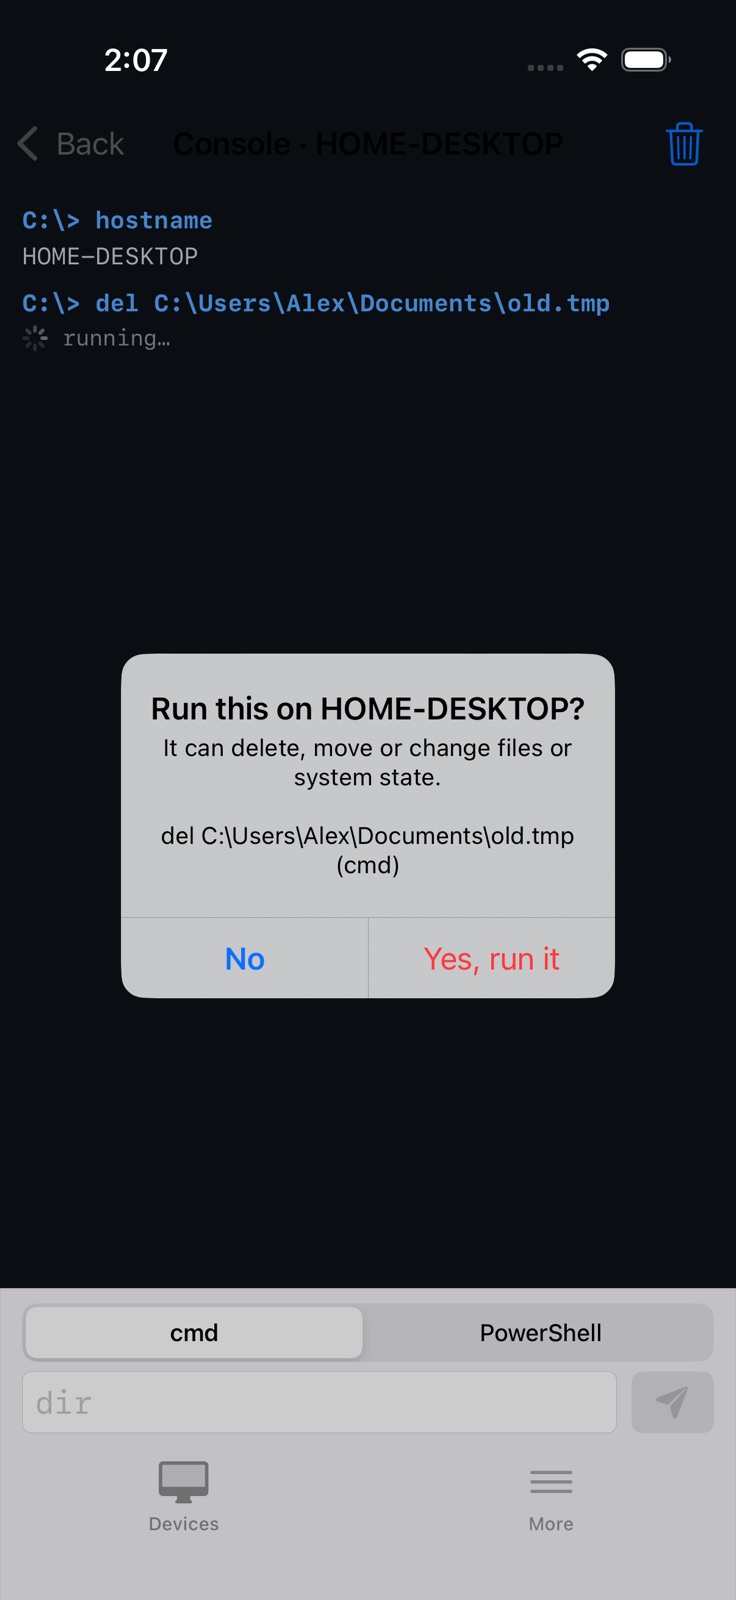 2:07
Back
Console · HOME-DESKTOP
C:\> hostname
HOME-DESKTOP
C:\> del C:\Users\Alex\Documents\old.tmp
running…
Run this on HOME-DESKTOP?
It can delete, move or change files or
system state.
del C:\Users\Alex\Documents\old.tmp
(cmd)
No
Yes, run it
cmd
PowerShell
dir
Devices
More